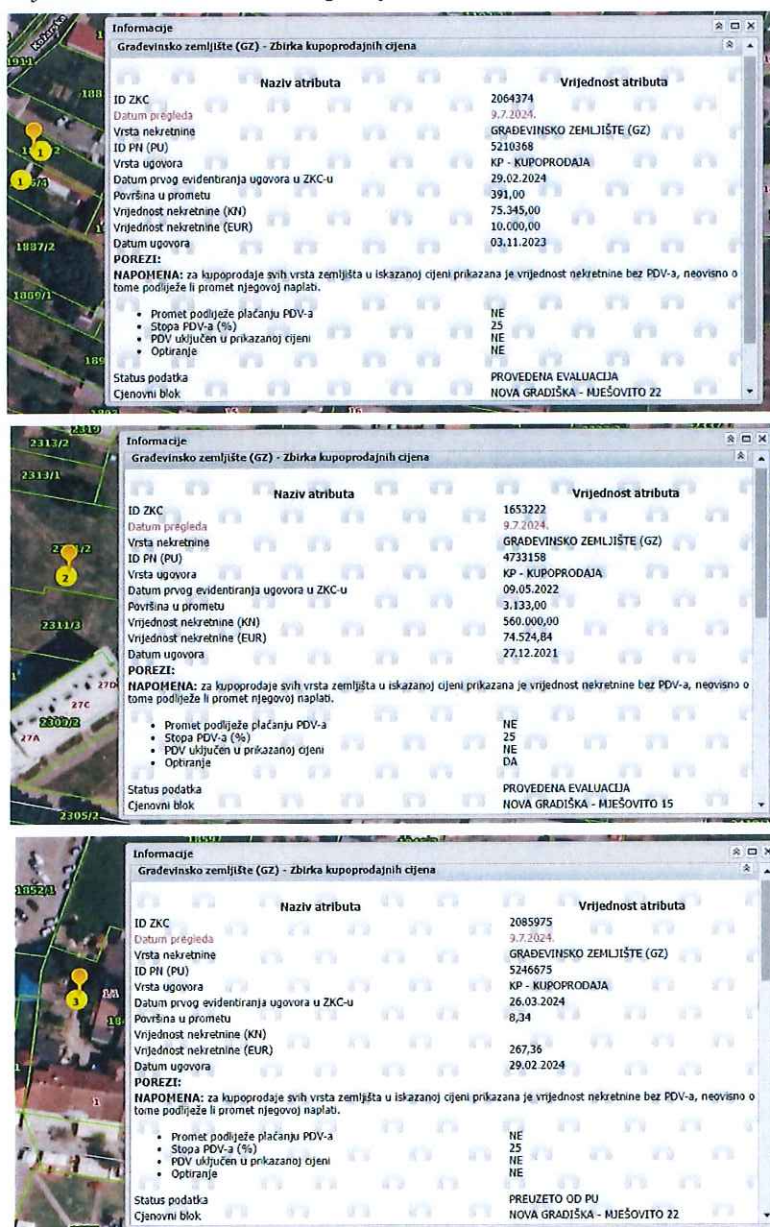 Informacije
Građevinsko zemljište (GZ) - Zbirka kupoprodajnih cijena
Naziv atributa Vrijednost atributa
ID ZKC 2064374
Datum pregleda 9.7.2024.
Vrsta nekretnine GRAĐEVINSKO ZEMLJIŠTE (GZ)
ID PN (PU) 5210368
Vrsta ugovora KP - KUPOPRODAJA
Datum prvog evidentiranja ugovora u ZKC-u 29.02.2024
Površina u prometu 391,00
Vrijednost nekretnine (KN) 75.345,00
Vrijednost nekretnine (EUR) 10.000,00
Datum ugovora 03.11.2023
POREZI:
NAPOMENA: za kupoprodaje svih vrsta zemljišta u iskazanoj cijeni prikazana je vrijednost nekretnine bez PDV-a, neovisno o
tome podliježe li promet njegovoj naplati.
• Promet podliježe plaćanju PDV-a NE
• Stopa PDV-a (%) 25
• PDV uključen u prikazanoj cijeni NE
• Optiranje NE
Status podatka PROVEDENA EVALUACIJA
Cjenovni blok NOVA GRADIŠKA - MJEŠOVITO 22
1911
1
1
1887/2
1889/1
15 16
2313/2
2313/1
2
2311/3
27D
27C
27A
2309/2
2305/2
Informacije
Građevinsko zemljište (GZ) - Zbirka kupoprodajnih cijena
Naziv atributa Vrijednost atributa
ID ZKC 1653222
Datum pregleda 9.7.2024.
Vrsta nekretnine GRAĐEVINSKO ZEMLJIŠTE (GZ)
ID PN (PU) 4733158
Vrsta ugovora KP - KUPOPRODAJA
Datum prvog evidentiranja ugovora u ZKC-u 09.05.2022
Površina u prometu 3.133,00
Vrijednost nekretnine (KN) 560.000,00
Vrijednost nekretnine (EUR) 74.524,84
Datum ugovora 27.12.2021
POREZI:
NAPOMENA: za kupoprodaje svih vrsta zemljišta u iskazanoj cijeni prikazana je vrijednost nekretnine bez PDV-a, neovisno o
tome podliježe li promet njegovoj naplati.
• Promet podliježe plaćanju PDV-a NE
• Stopa PDV-a (%) 25
• PDV uključen u prikazanoj cijeni NE
• Optiranje DA
Status podatka PROVEDENA EVALUACIJA
Cjenovni blok NOVA GRADIŠKA - MJEŠOVITO 15
1852/1
3
1/1
1
Informacije
Građevinsko zemljište (GZ) - Zbirka kupoprodajnih cijena
Naziv atributa Vrijednost atributa
ID ZKC 2085975
Datum pregleda 9.7.2024.
Vrsta nekretnine GRAĐEVINSKO ZEMLJIŠTE (GZ)
ID PN (PU) 5246675
Vrsta ugovora KP - KUPOPRODAJA
Datum prvog evidentiranja ugovora u ZKC-u 26.03.2024
Površina u prometu 8,34
Vrijednost nekretnine (KN)
Vrijednost nekretnine (EUR) 267,36
Datum ugovora 29.02.2024
POREZI:
NAPOMENA: za kupoprodaje svih vrsta zemljišta u iskazanoj cijeni prikazana je vrijednost nekretnine bez PDV-a, neovisno o
tome podliježe li promet njegovoj naplati.
• Promet podliježe plaćanju PDV-a NE
• Stopa PDV-a (%) 25
• PDV uključen u prikazanoj cijeni NE
• Optiranje NE
Status podatka PREUZETO OD PU
Cjenovni blok NOVA GRADIŠKA - MJEŠOVITO 22